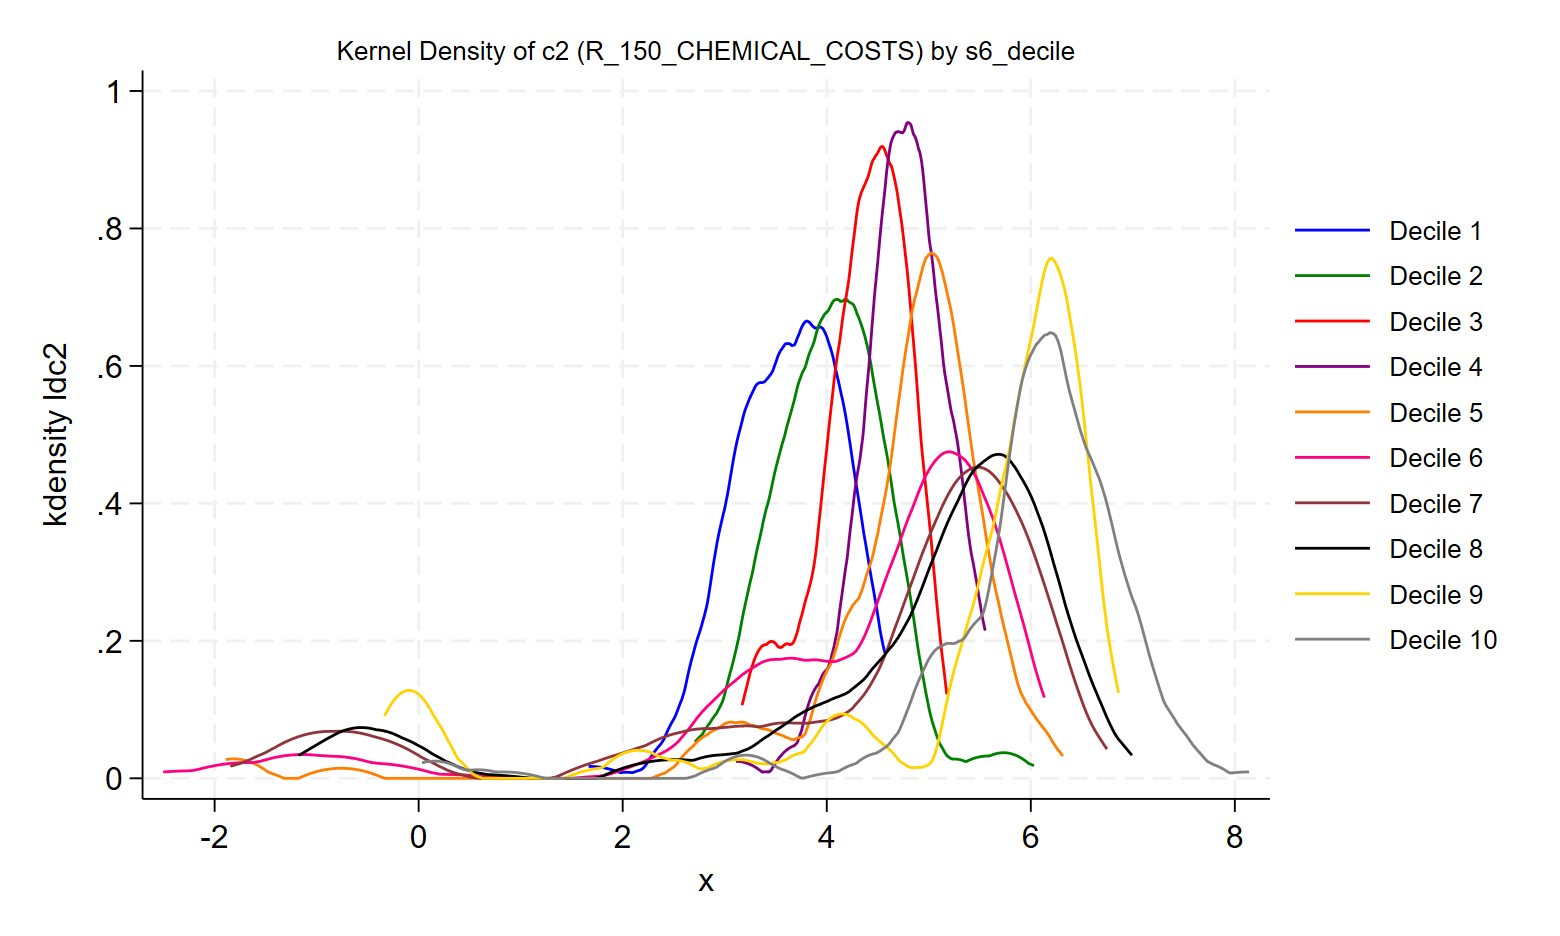 Kernel Density of c2 (R_150_CHEMICAL_COSTS) by s6_decile
1
.8
.6
.4
.2
0
kdensity ldc2
-2 0 2 4 6 8
x
Decile 1
Decile 2
Decile 3
Decile 4
Decile 5
Decile 6
Decile 7
Decile 8
Decile 9
Decile 10